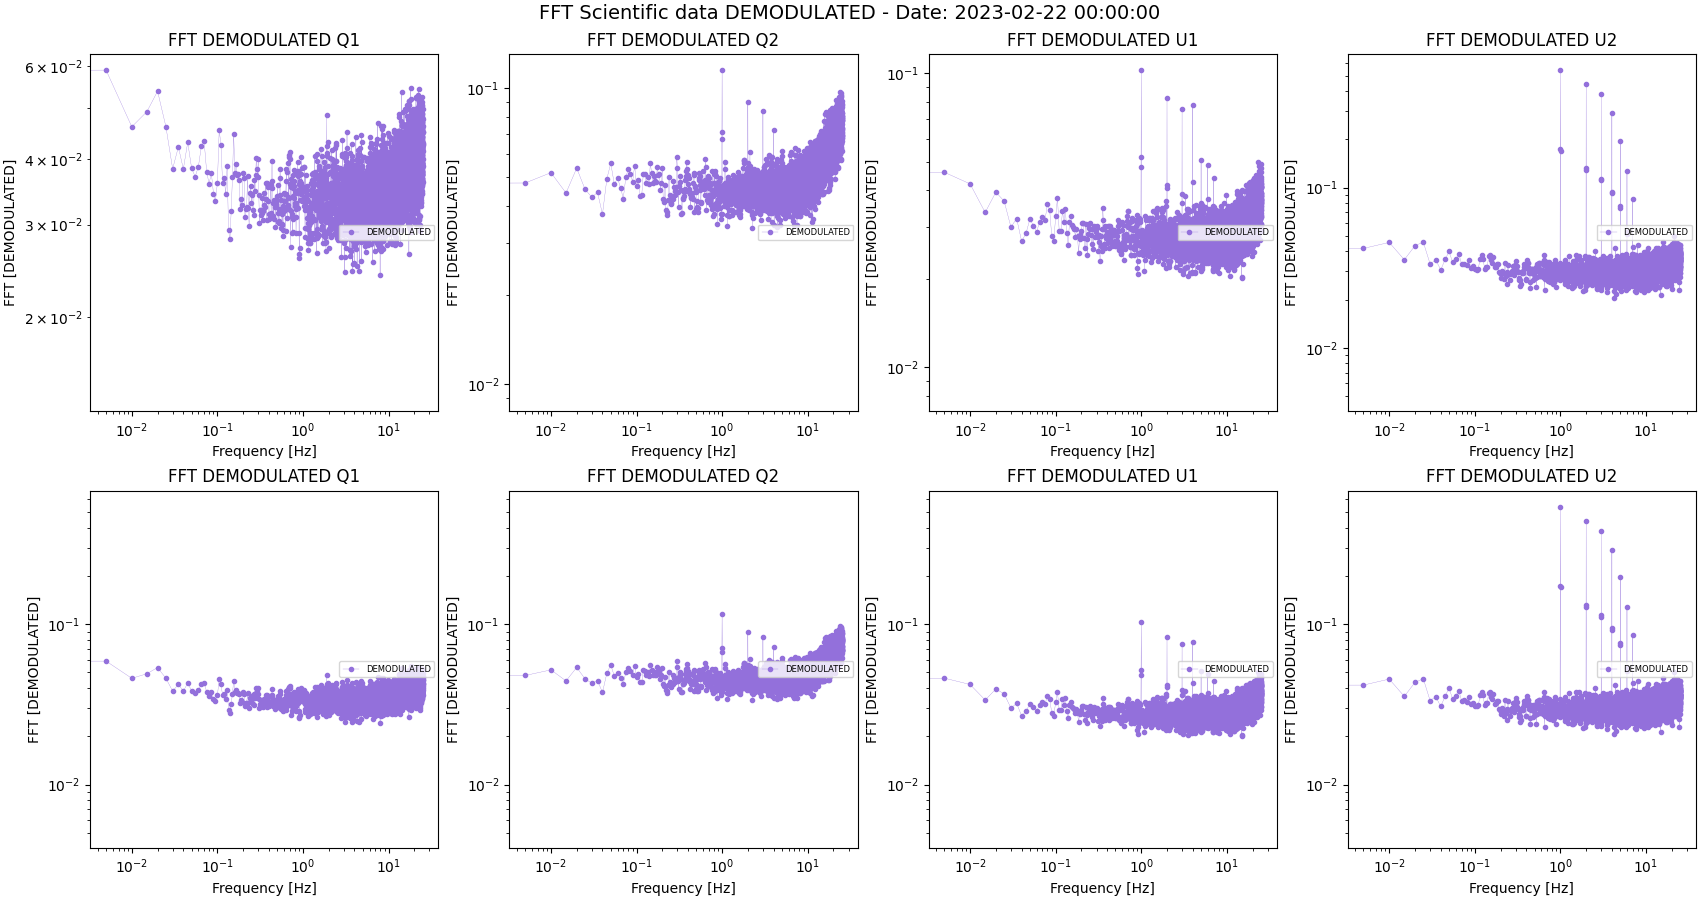 FFT Scientific data DEMODULATED - Date: 2023-02-22 00:00:00
FFT DEMODULATED Q1
FFT [DEMODULATED]
6 × 10⁻²
4 × 10⁻²
3 × 10⁻²
2 × 10⁻²
DEMODULATED
10⁻² 10⁻¹ 10⁰ 10¹
Frequency [Hz]
FFT DEMODULATED Q2
FFT [DEMODULATED]
10⁻¹
10⁻²
DEMODULATED
10⁻² 10⁻¹ 10⁰ 10¹
Frequency [Hz]
FFT DEMODULATED U1
FFT [DEMODULATED]
10⁻¹
10⁻²
DEMODULATED
10⁻² 10⁻¹ 10⁰ 10¹
Frequency [Hz]
FFT DEMODULATED U2
FFT [DEMODULATED]
10⁻¹
10⁻²
DEMODULATED
10⁻² 10⁻¹ 10⁰ 10¹
Frequency [Hz]
FFT DEMODULATED Q1
FFT [DEMODULATED]
10⁻¹
10⁻²
DEMODULATED
10⁻² 10⁻¹ 10⁰ 10¹
Frequency [Hz]
FFT DEMODULATED Q2
FFT [DEMODULATED]
10⁻¹
10⁻²
DEMODULATED
10⁻² 10⁻¹ 10⁰ 10¹
Frequency [Hz]
FFT DEMODULATED U1
FFT [DEMODULATED]
10⁻¹
10⁻²
DEMODULATED
10⁻² 10⁻¹ 10⁰ 10¹
Frequency [Hz]
FFT DEMODULATED U2
FFT [DEMODULATED]
10⁻¹
10⁻²
DEMODULATED
10⁻² 10⁻¹ 10⁰ 10¹
Frequency [Hz]